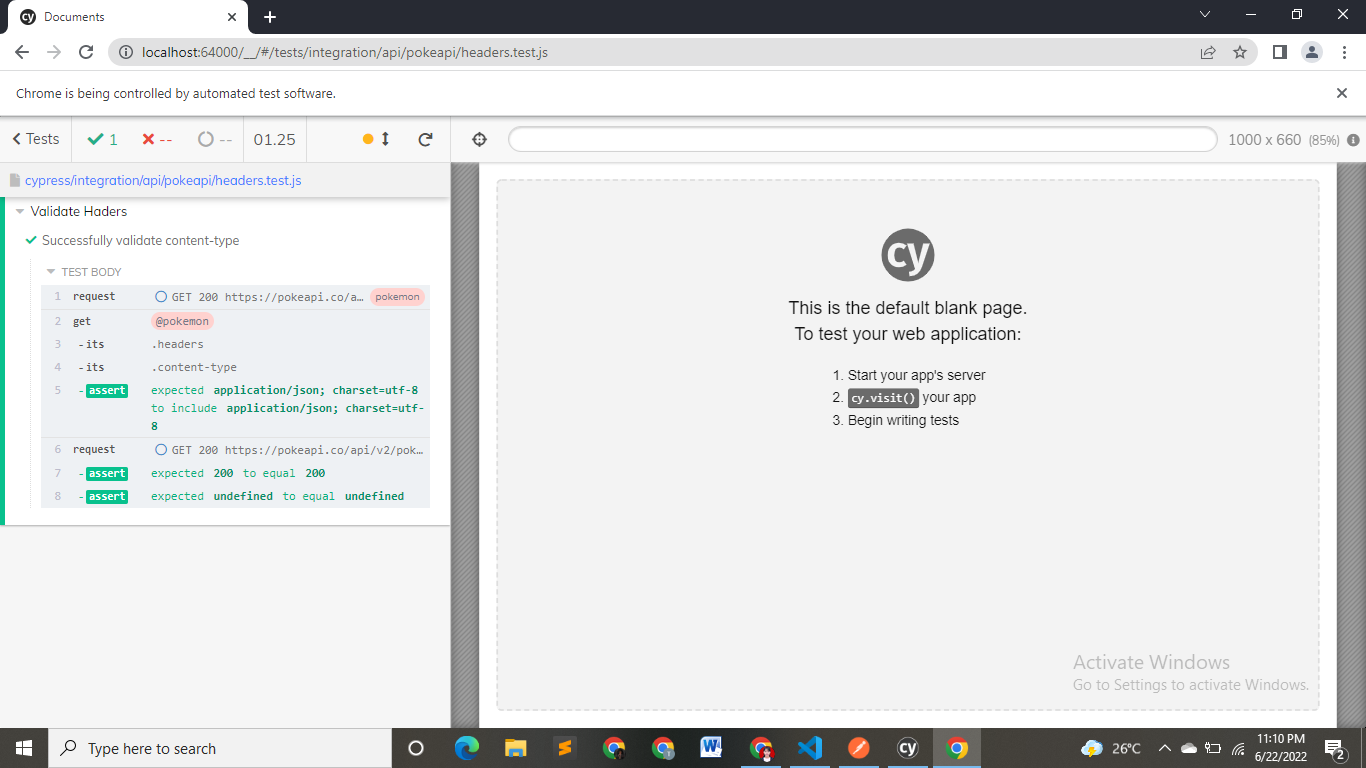 cy Documents
localhost:64000/__/#/tests/integration/api/pokeapi/headers.test.js
Chrome is being controlled by automated test software.
Tests 1 -- -- 01.25 1000 x 660 (85%)
cypress/integration/api/pokeapi/headers.test.js
Validate Haders
Successfully validate content-type
TEST BODY
1 request GET 200 https://pokeapi.co/a… pokemon
2 get @pokemon
3 -its .headers
4 -its .content-type
5 -assert expected application/json; charset=utf-8
to include application/json; charset=utf-
8
6 request GET 200 https://pokeapi.co/api/v2/pok…
7 -assert expected 200 to equal 200
8 -assert expected undefined to equal undefined
cy
This is the default blank page.
To test your web application:
1. Start your app's server
2. cy.visit() your app
3. Begin writing tests
Activate Windows
Go to Settings to activate Windows.
Type here to search
W
cy
26°C
11:10 PM
6/22/2022
2